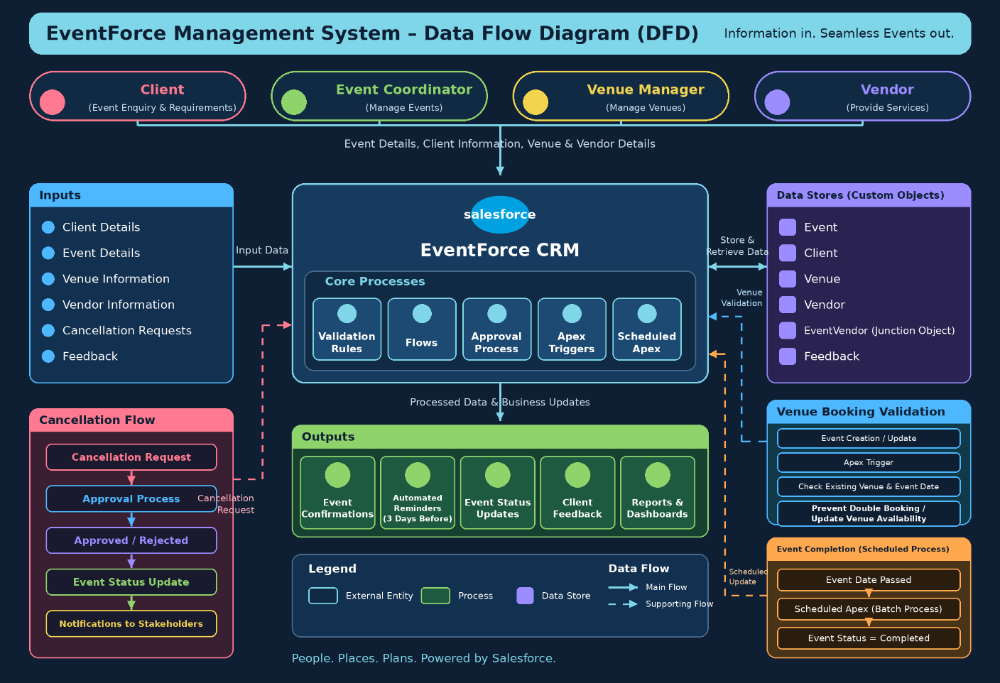 EventForce Management System – Data Flow Diagram (DFD)
Information in. Seamless Events out.
Client
(Event Enquiry & Requirements)
Event Coordinator
(Manage Events)
Venue Manager
(Manage Venues)
Vendor
(Provide Services)
Event Details, Client Information, Venue & Vendor Details
Inputs
Client Details
Event Details
Venue Information
Vendor Information
Cancellation Requests
Feedback
Input Data
salesforce
EventForce CRM
Core Processes
Validation
Rules
Flows
Approval
Process
Apex
Triggers
Scheduled
Apex
Store &
Retrieve Data
Venue
Validation
Data Stores (Custom Objects)
Event
Client
Venue
Vendor
EventVendor (Junction Object)
Feedback
Processed Data & Business Updates
Cancellation Flow
Cancellation Request
Approval Process
Approved / Rejected
Event Status Update
Notifications to Stakeholders
Cancellation
Request
Outputs
Event
Confirmations
Automated
Reminders
(3 Days Before)
Event Status
Updates
Client
Feedback
Reports &
Dashboards
Venue Booking Validation
Event Creation / Update
Apex Trigger
Check Existing Venue & Event Date
Prevent Double Booking /
Update Venue Availability
Legend
External Entity
Process
Data Store
Data Flow
Main Flow
Supporting Flow
Scheduled
Update
Event Completion (Scheduled Process)
Event Date Passed
Scheduled Apex (Batch Process)
Event Status = Completed
People. Places. Plans. Powered by Salesforce.